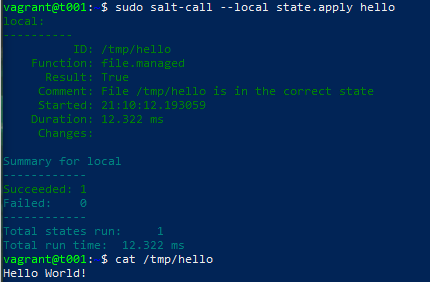 vagrant@t001: $ sudo salt-call --local state.apply hello
local:
----------
          ID: /tmp/hello
    Function: file.managed
      Result: True
     Comment: File /tmp/hello is in the correct state
     Started: 21:10:12.193059
    Duration: 12.322 ms
     Changes:
Summary for local
------------
Succeeded: 1
Failed:    0
------------
Total states run:     1
Total run time:  12.322 ms
vagrant@t001: $ cat /tmp/hello
Hello World!